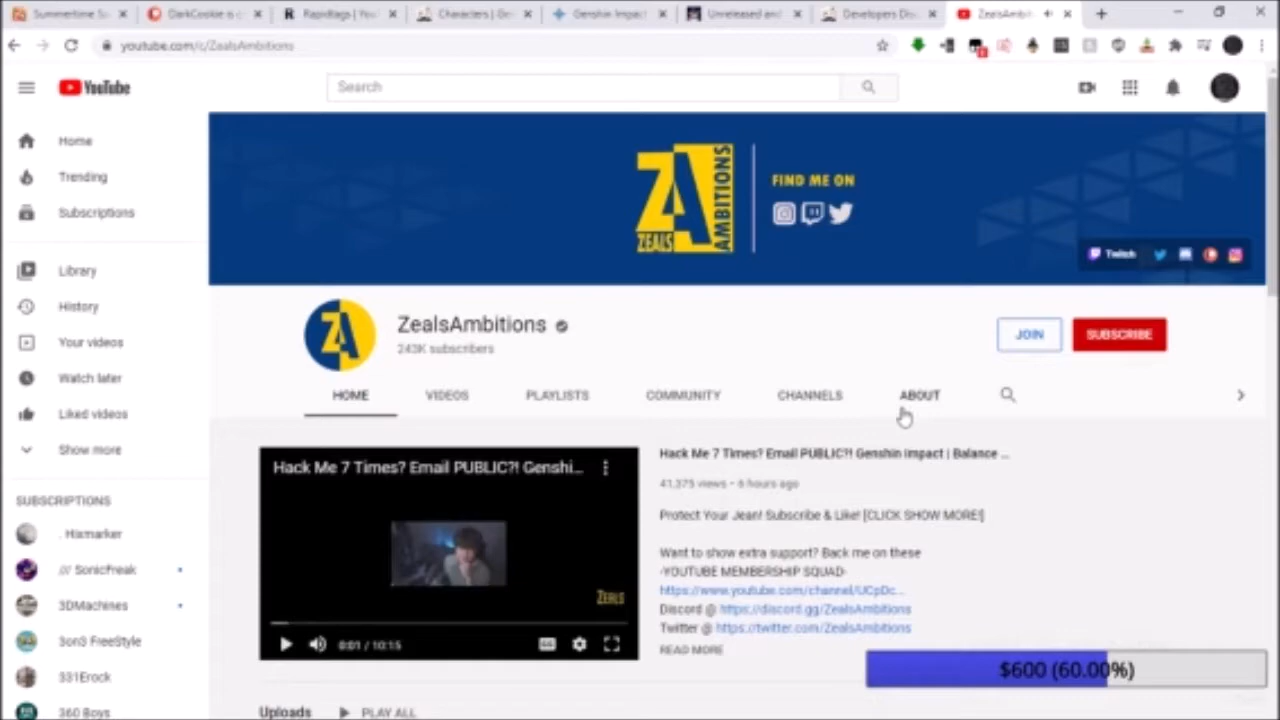 Summertime Sa
DarkCookie is c
Rapidtags | You
Characters | Ge
Genshin Impact
Unreleased and
Developers Dis
ZealsAmbiti
youtube.com/c/ZealsAmbitions
YouTube
Search
Home
Trending
Subscriptions
Library
History
Your videos
Watch later
Liked videos
Show more
SUBSCRIPTIONS
. Hixmarker
/// SonicFreak
3DMachines
3on3 FreeStyle
331Erock
360 Boys
ZA
ZEALS
AMBITIONS
FIND ME ON
Twitch
ZA
ZealsAmbitions
243K subscribers
JOIN
SUBSCRIBE
HOME
VIDEOS
PLAYLISTS
COMMUNITY
CHANNELS
ABOUT
Hack Me 7 Times? Email PUBLIC?! Genshi...
ZEALS
0:01 / 10:15
Hack Me 7 Times? Email PUBLIC?! Genshin Impact | Balance ...
41,375 views • 6 hours ago
Protect Your Jean! Subscribe & Like! [CLICK SHOW MORE!]
Want to show extra support? Back me on these
-YOUTUBE MEMBERSHIP SQUAD-
https://www.youtube.com/channel/UCpDc...
Discord @ https://discord.gg/ZealsAmbitions
Twitter @ https://twitter.com/ZealsAmbitions
READ MORE
$600 (60.00%)
Uploads
PLAY ALL